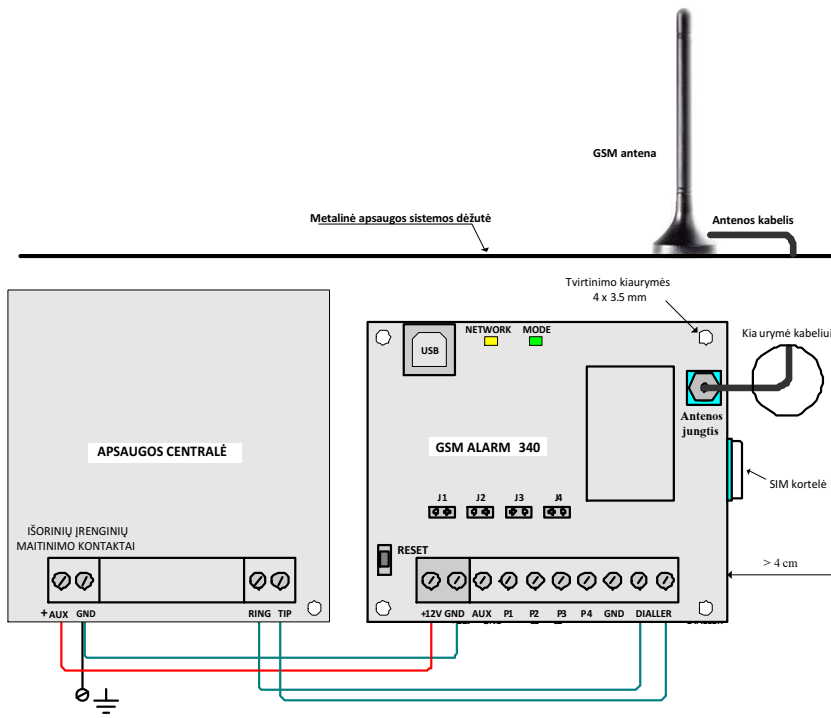 GSM antena
Metalinė apsaugos sistemos dėžutė
Antenos kabelis
Tvirtinimo kiaurymės
4 x 3.5 mm
Kiaurymė kabeliui
USB
NETWORK
MODE
Antenos
jungtis
APSAUGOS CENTRALĖ
GSM ALARM 340
SIM kortelė
J1 J2 J3 J4
IŠORINIŲ ĮRENGINIŲ
MAITINIMO KONTAKTAI
RESET
> 4 cm
+ AUX GND RING TIP
+12V GND AUX P1 P2 P3 P4 GND DIALLER